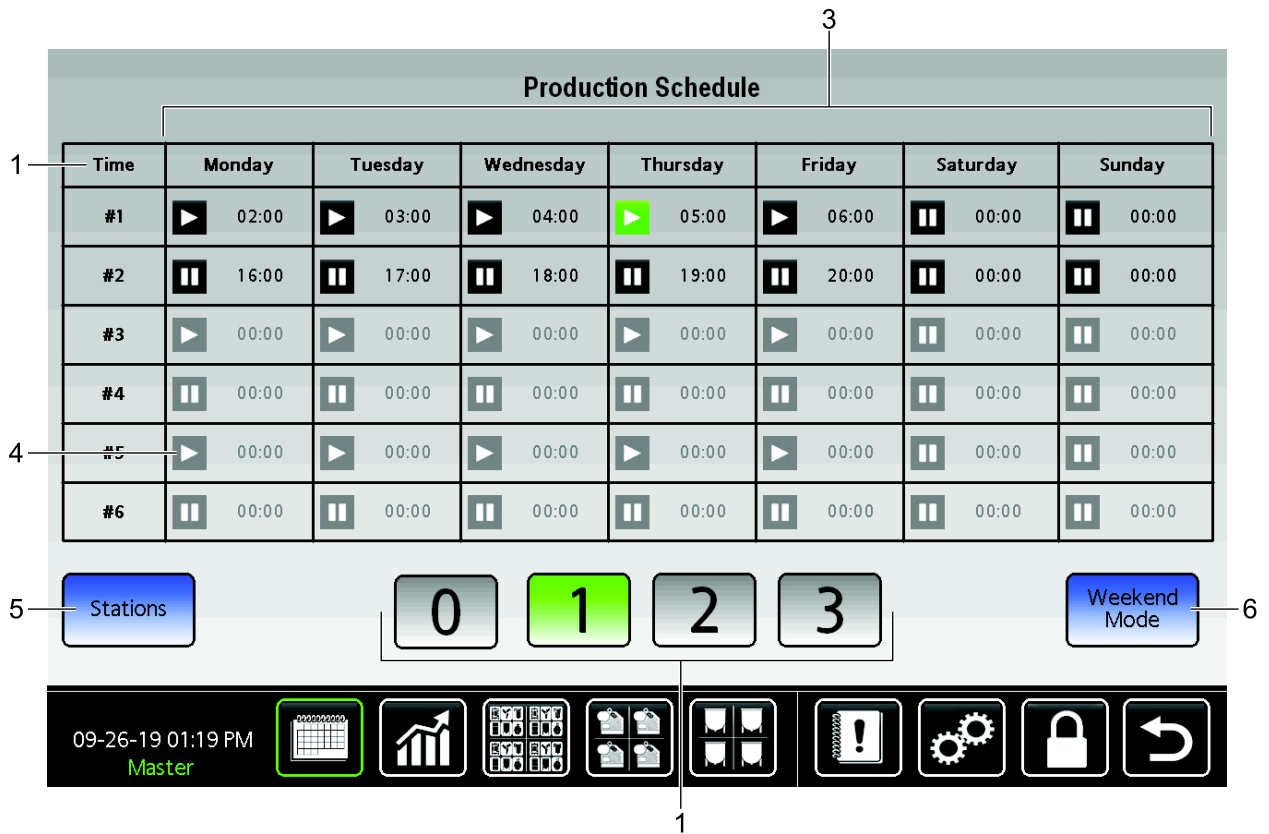 3
Production Schedule
1
Time Monday Tuesday Wednesday Thursday Friday Saturday Sunday
#1 02:00 03:00 04:00 05:00 06:00 00:00 00:00
#2 16:00 17:00 18:00 19:00 20:00 00:00 00:00
#3 00:00 00:00 00:00 00:00 00:00 00:00 00:00
#4 00:00 00:00 00:00 00:00 00:00 00:00 00:00
4
#5 00:00 00:00 00:00 00:00 00:00 00:00 00:00
#6 00:00 00:00 00:00 00:00 00:00 00:00 00:00
5
Stations
0 1 2 3
Weekend
Mode
6
09-26-19 01:19 PM
Master
!
1